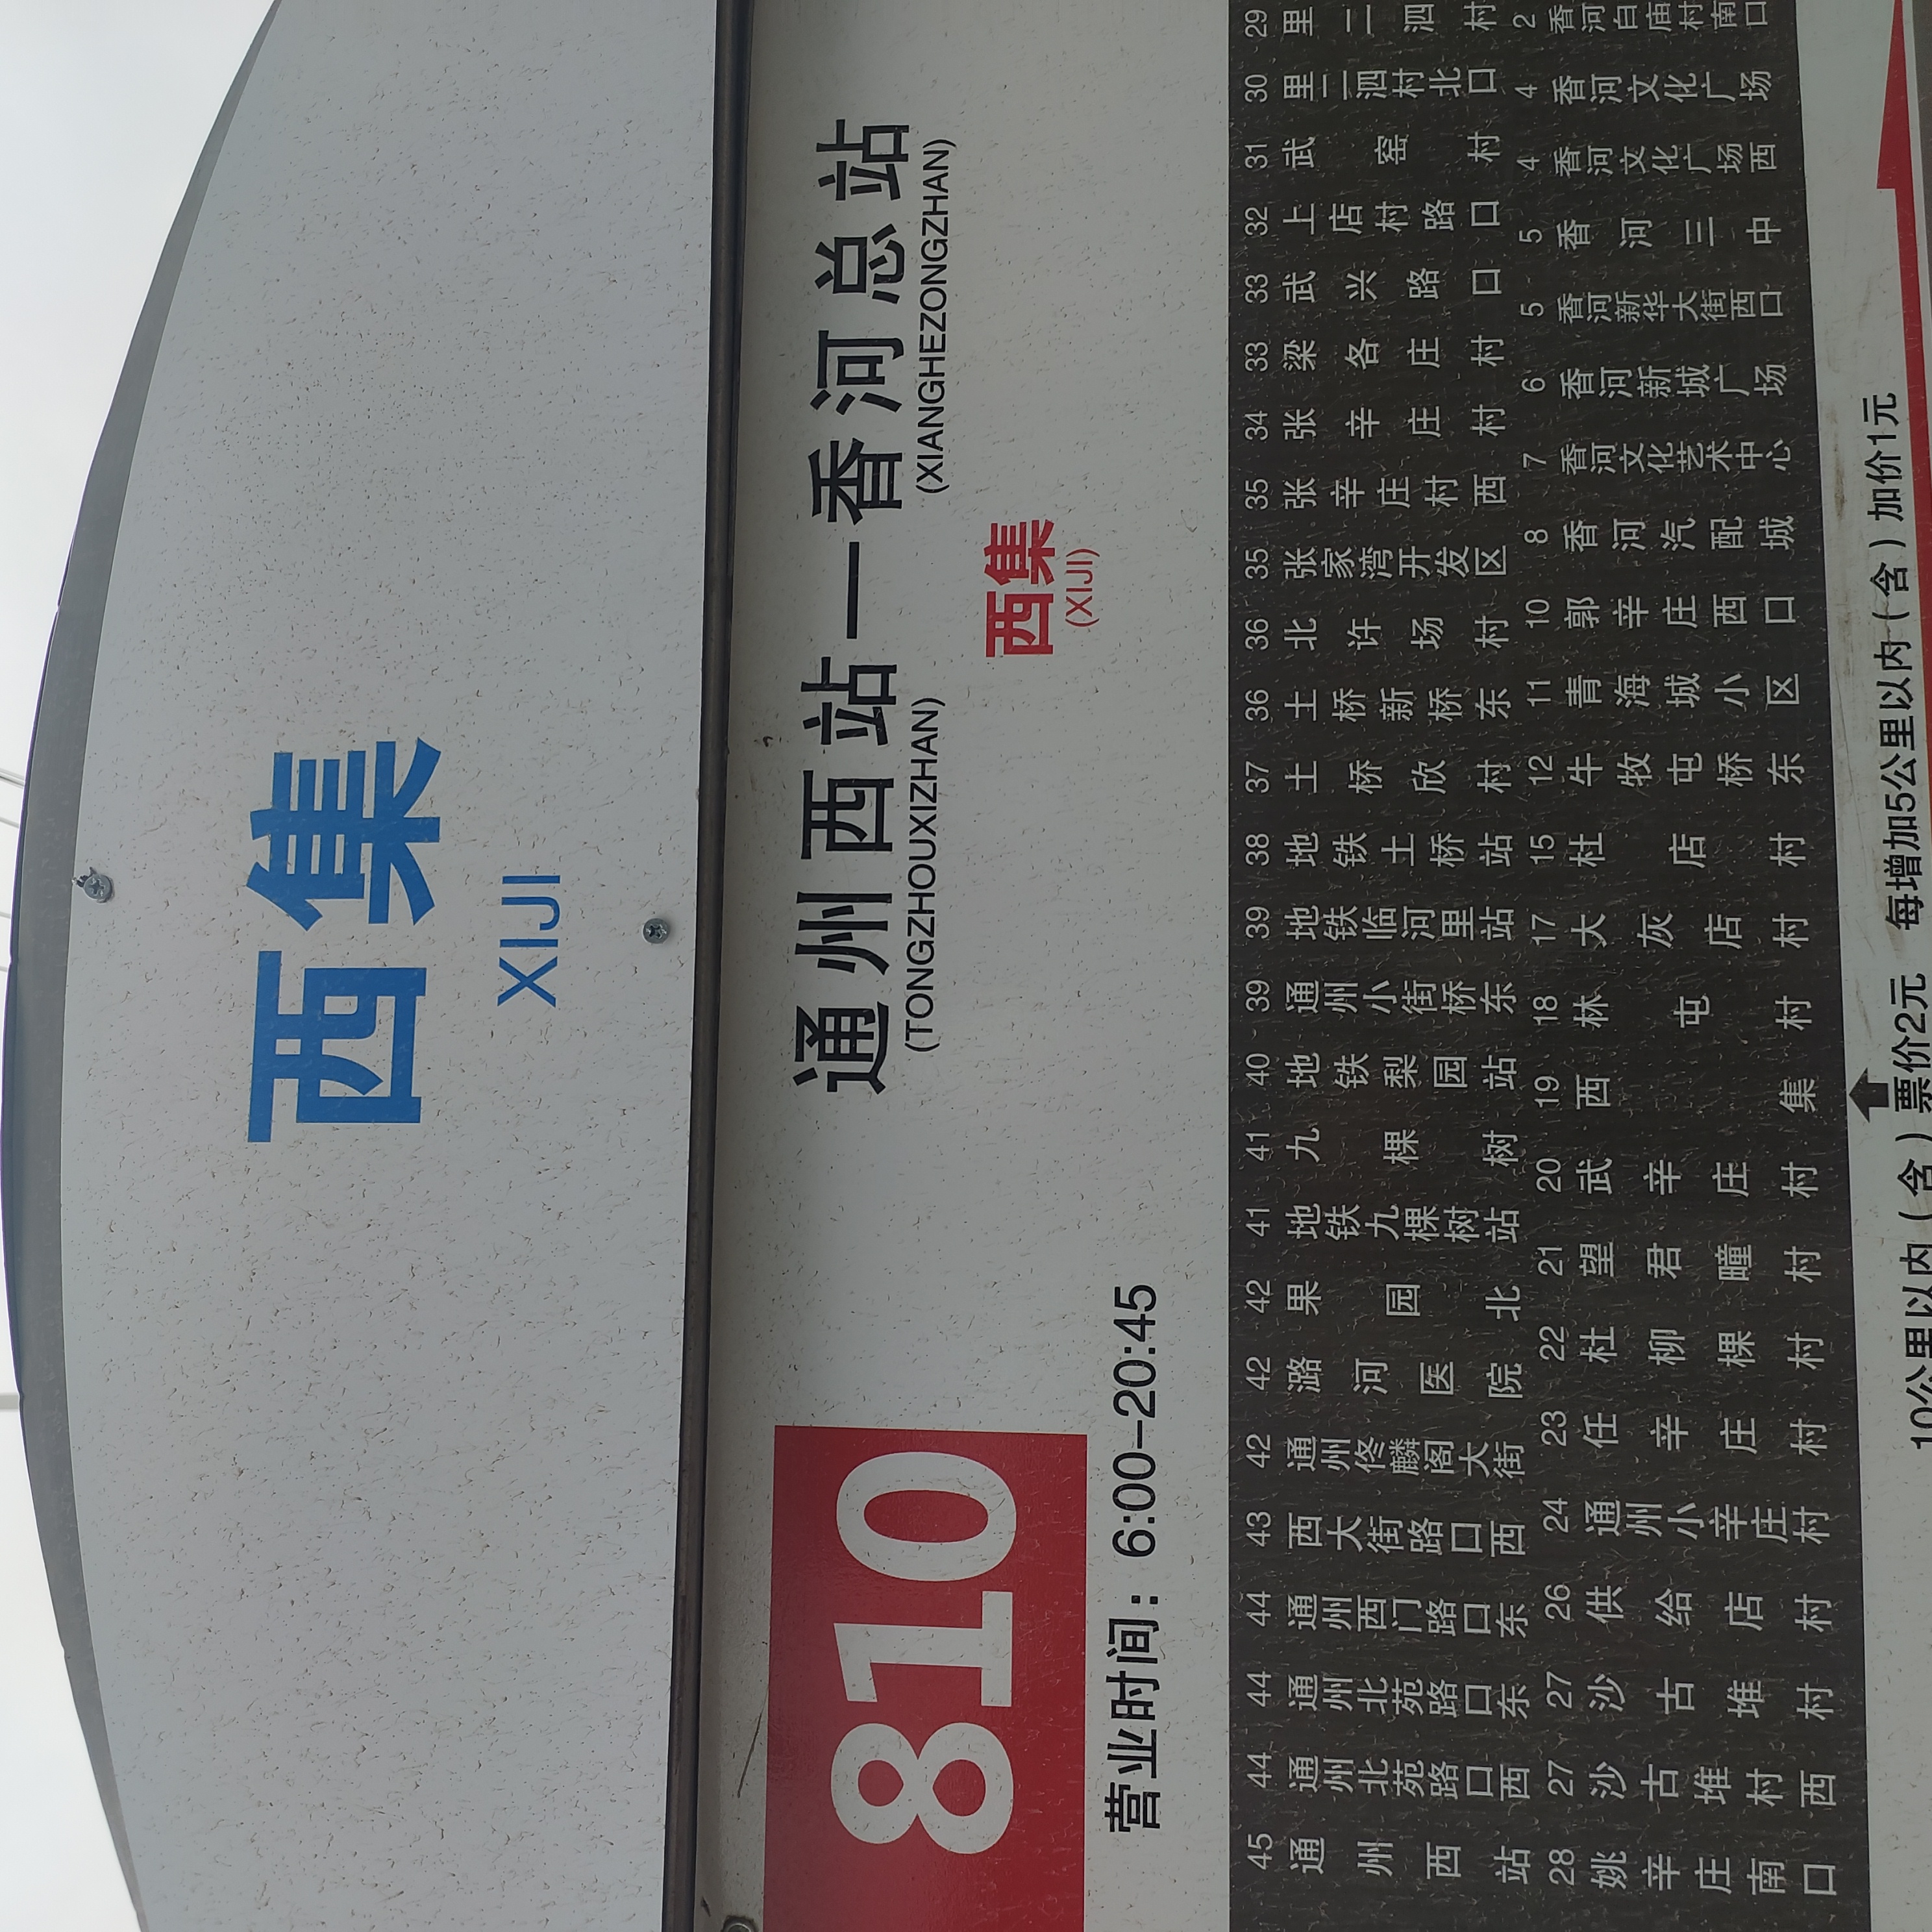 西集
XIJI
810
通州西站—香河总站
(TONGZHOUXIZHAN) (XIANGHEZONGZHAN)
营业时间：6:00–20:45
西集
(XIJI)
45 通州西站
44 通州北苑路口西
44 通州北苑路口东
44 通州西门路口东
43 西大街路口西
42 通州佟麟阁大街
42 潞河医院
42 果园北
41 地铁九棵树站
41 九棵树
40 地铁梨园站
39 通州小街桥东
39 地铁临河里站
38 地铁土桥站
37 土桥欣村
36 土桥新桥东
36 北许场村
35 张家湾开发区
35 张辛庄村西
34 张辛庄村
33 梁各庄村
33 武兴路口
32 上店村路口
31 武窑村
30 里二泗村北口
29 里二泗村
28 姚辛庄南口
27 沙古堆村西
27 沙古堆村
26 供给店村
24 通州小辛庄村
23 任辛庄村
22 杜柳棵村
21 望君疃村
20 武辛庄村
19 西集
18 林屯村
17 大灰店村
15 杜店村
12 牛牧屯桥东
11 青海城小区
10 郭辛庄西口
8 香河汽配城
7 香河文化艺术中心
6 香河新城广场
5 香河新华大街西口
5 香河三中
4 香河文化广场西
4 香河文化广场
2 香河白庙村南口
10公里以内（含）票价2元 每增加5公里以内（含）加价1元